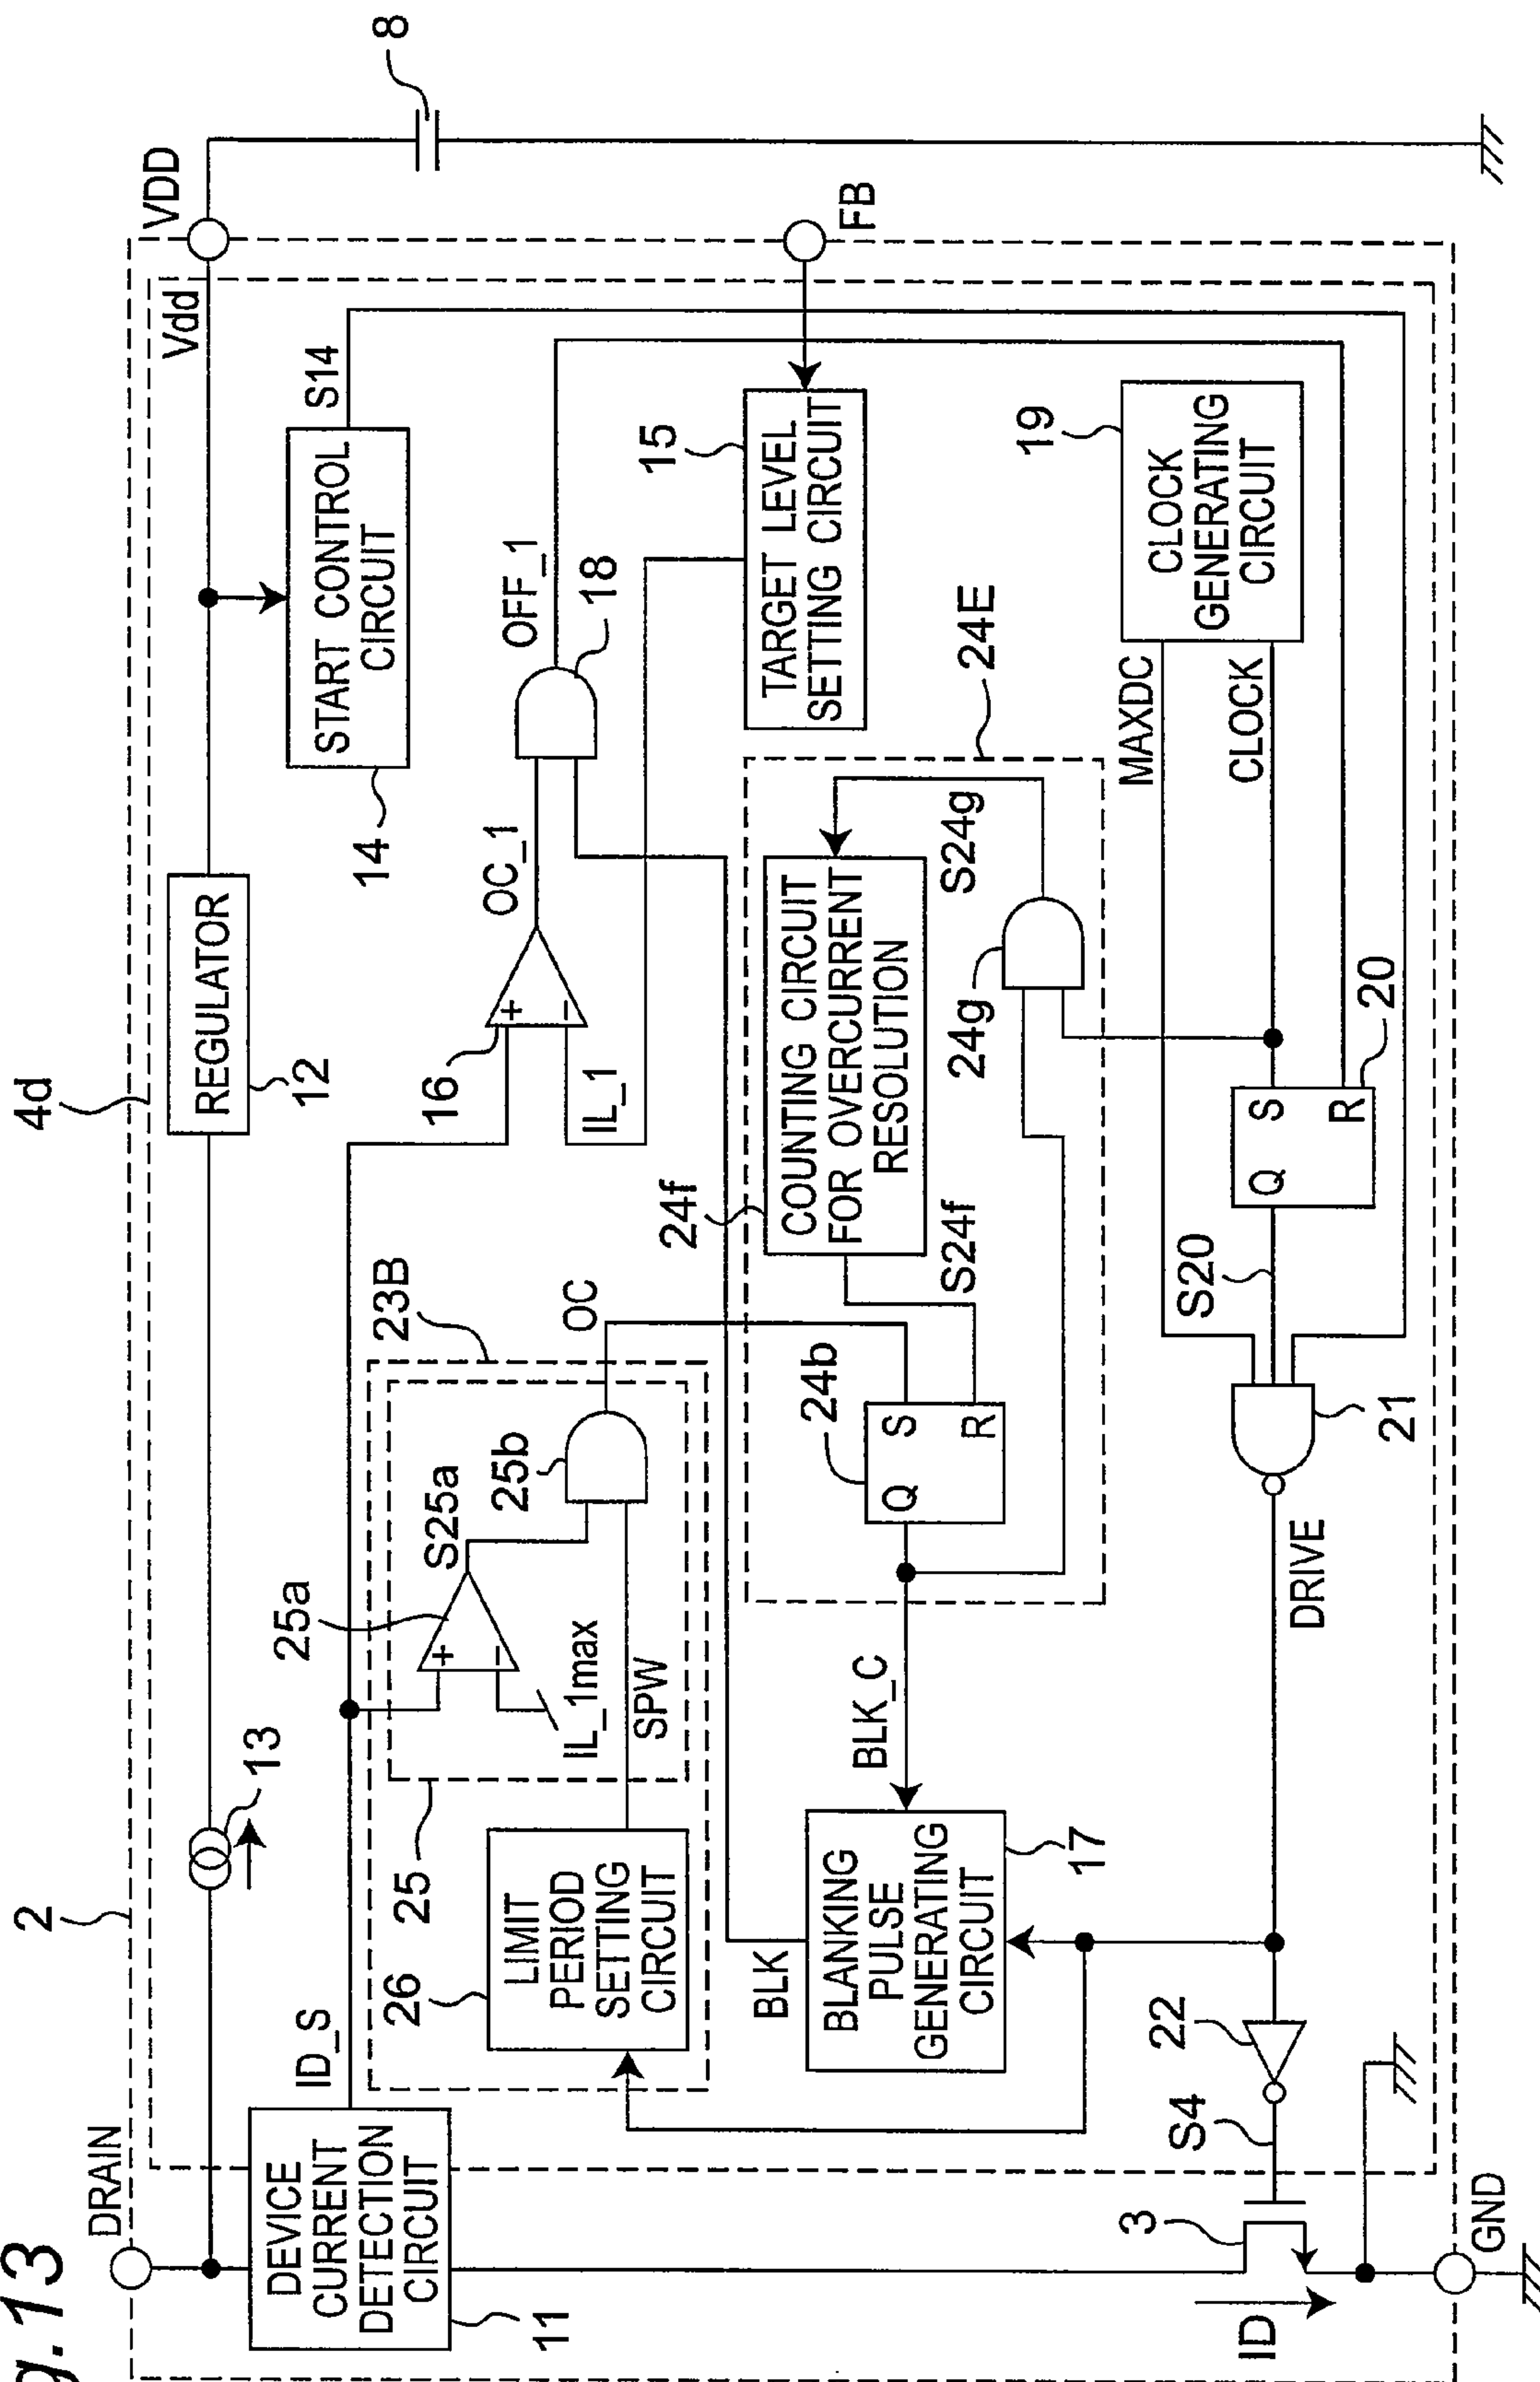 g.13
2
4d
DRAIN
13
REGULATOR
12
Vdd
VDD
8
DEVICE
CURRENT
DETECTION
CIRCUIT
11
ID_S
START CONTROL
CIRCUIT
14
S14
23B
25
25a
S25a
25b
IL_1max
SPW
OC
26
LIMIT
PERIOD
SETTING
CIRCUIT
16
+
−
+
−
IL_1
OC_1
OFF_1
18
TARGET LEVEL
SETTING CIRCUIT
15
FB
BLK
BLANKING
PULSE
GENERATING
CIRCUIT
17
BLK_C
24b
Q
S
R
24f
S24f
COUNTING CIRCUIT
FOR OVERCURRENT
RESOLUTION
S24g
24g
24E
MAXDC
CLOCK
CLOCK
GENERATING
CIRCUIT
19
Q
S
R
20
S20
21
DRIVE
22
S4
3
ID
GND